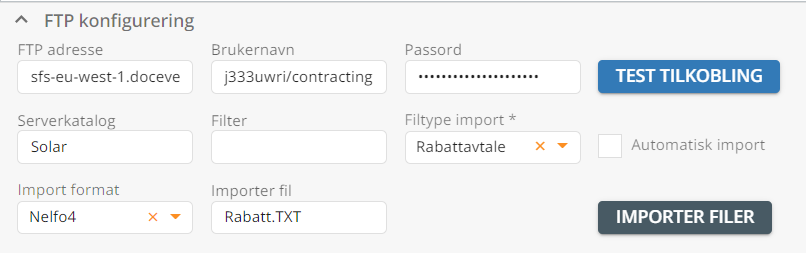 FTP konfigurering
FTP adresse Brukernavn Passord
sfs-eu-west-1.doceve j333uwri/contracting ••••••••••••••••••••• TEST TILKOBLING
Serverkatalog Filter Filtype import *
Solar Rabattavtale × Automatisk import
Import format Importer fil
Nelfo4 × Rabatt.TXT IMPORTER FILER